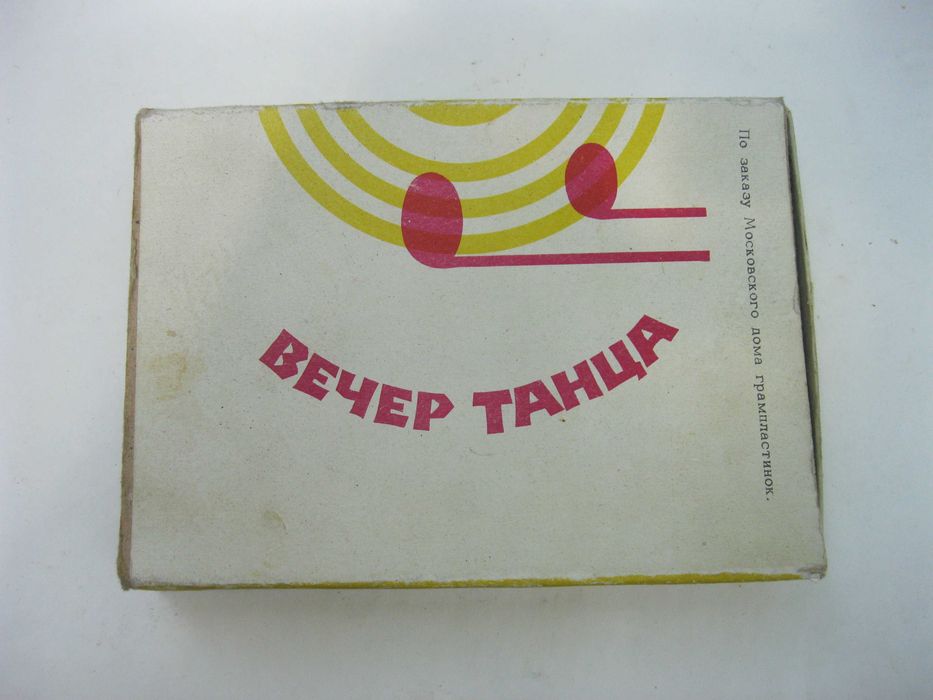 ВЕЧЕР ТАНЦА
По заказу Московского дома грампластинок.